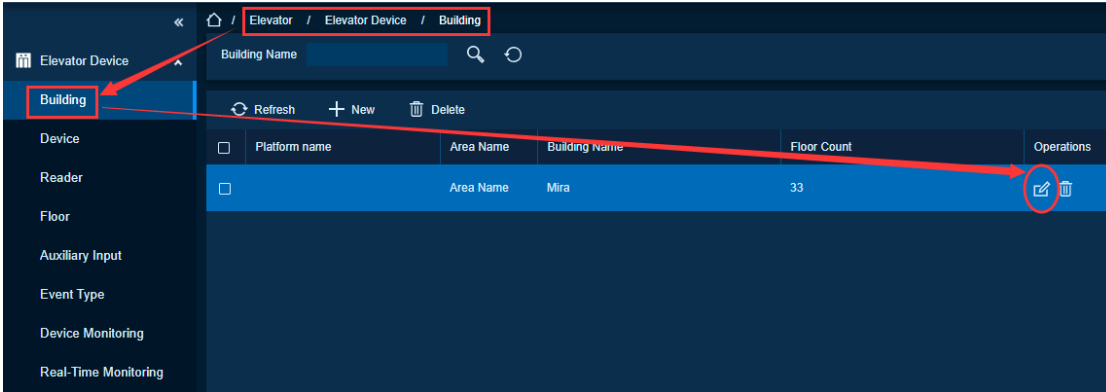 «
/ Elevator / Elevator Device / Building
Elevator Device
Building
Device
Reader
Floor
Auxiliary Input
Event Type
Device Monitoring
Real-Time Monitoring
Building Name
Refresh New Delete
Platform name Area Name Building Name Floor Count Operations
Area Name Mira 33